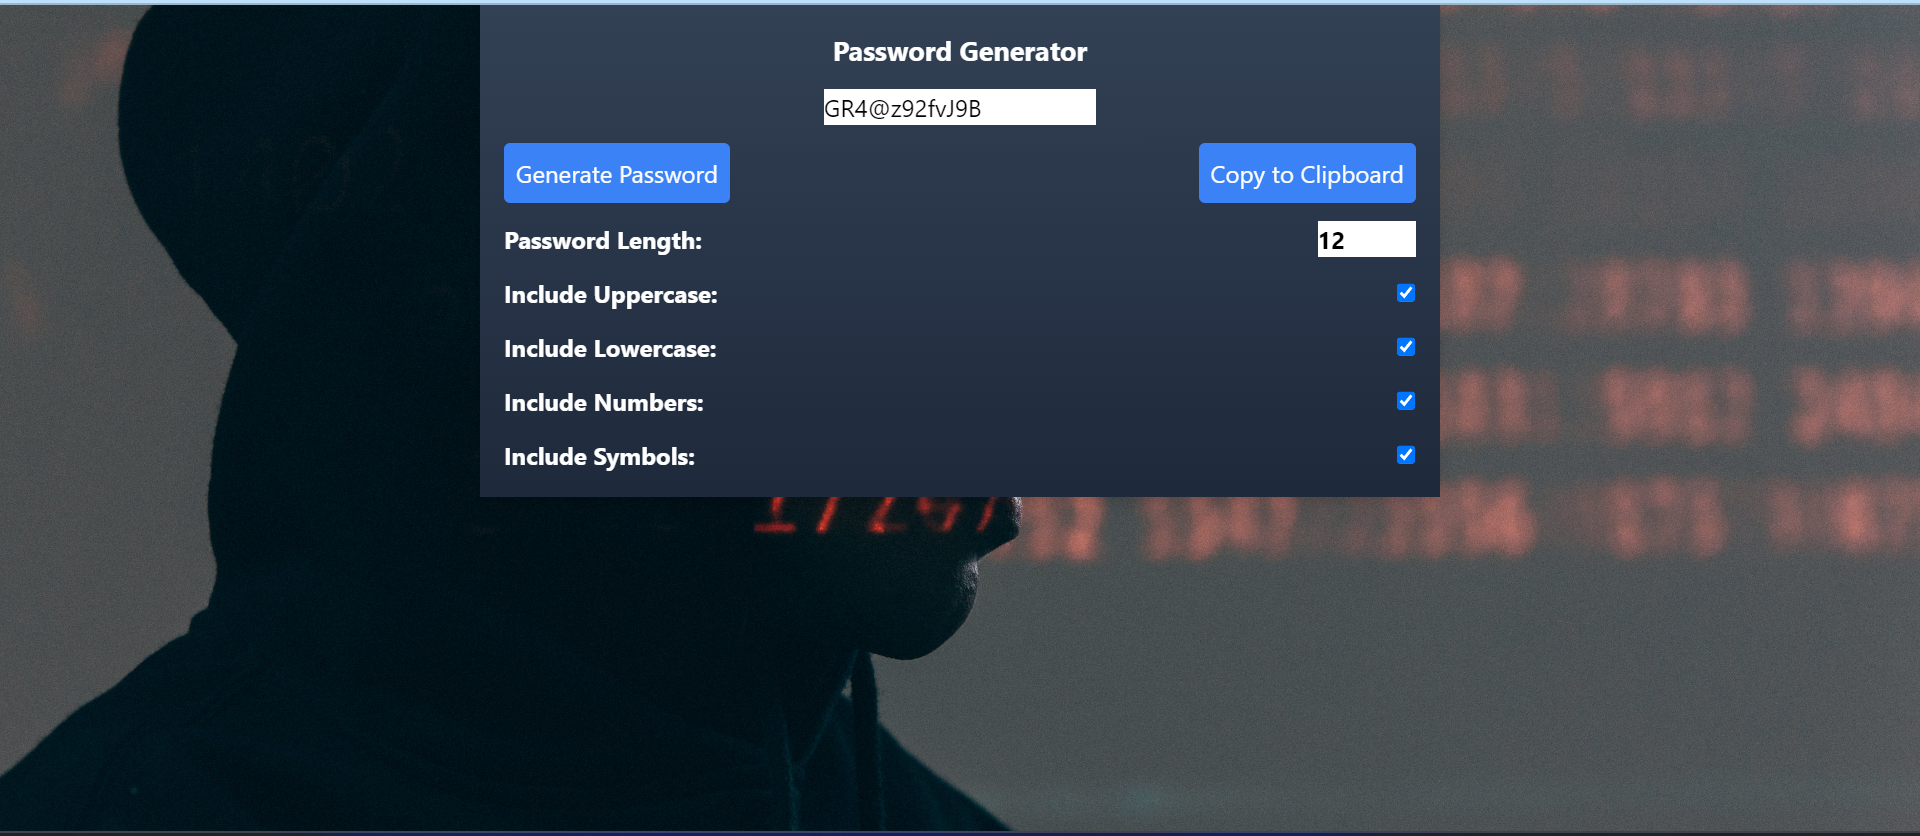 Password Generator
GR4@z92fvJ9B
Generate Password Copy to Clipboard
Password Length: 12
Include Uppercase:
Include Lowercase:
Include Numbers:
Include Symbols: